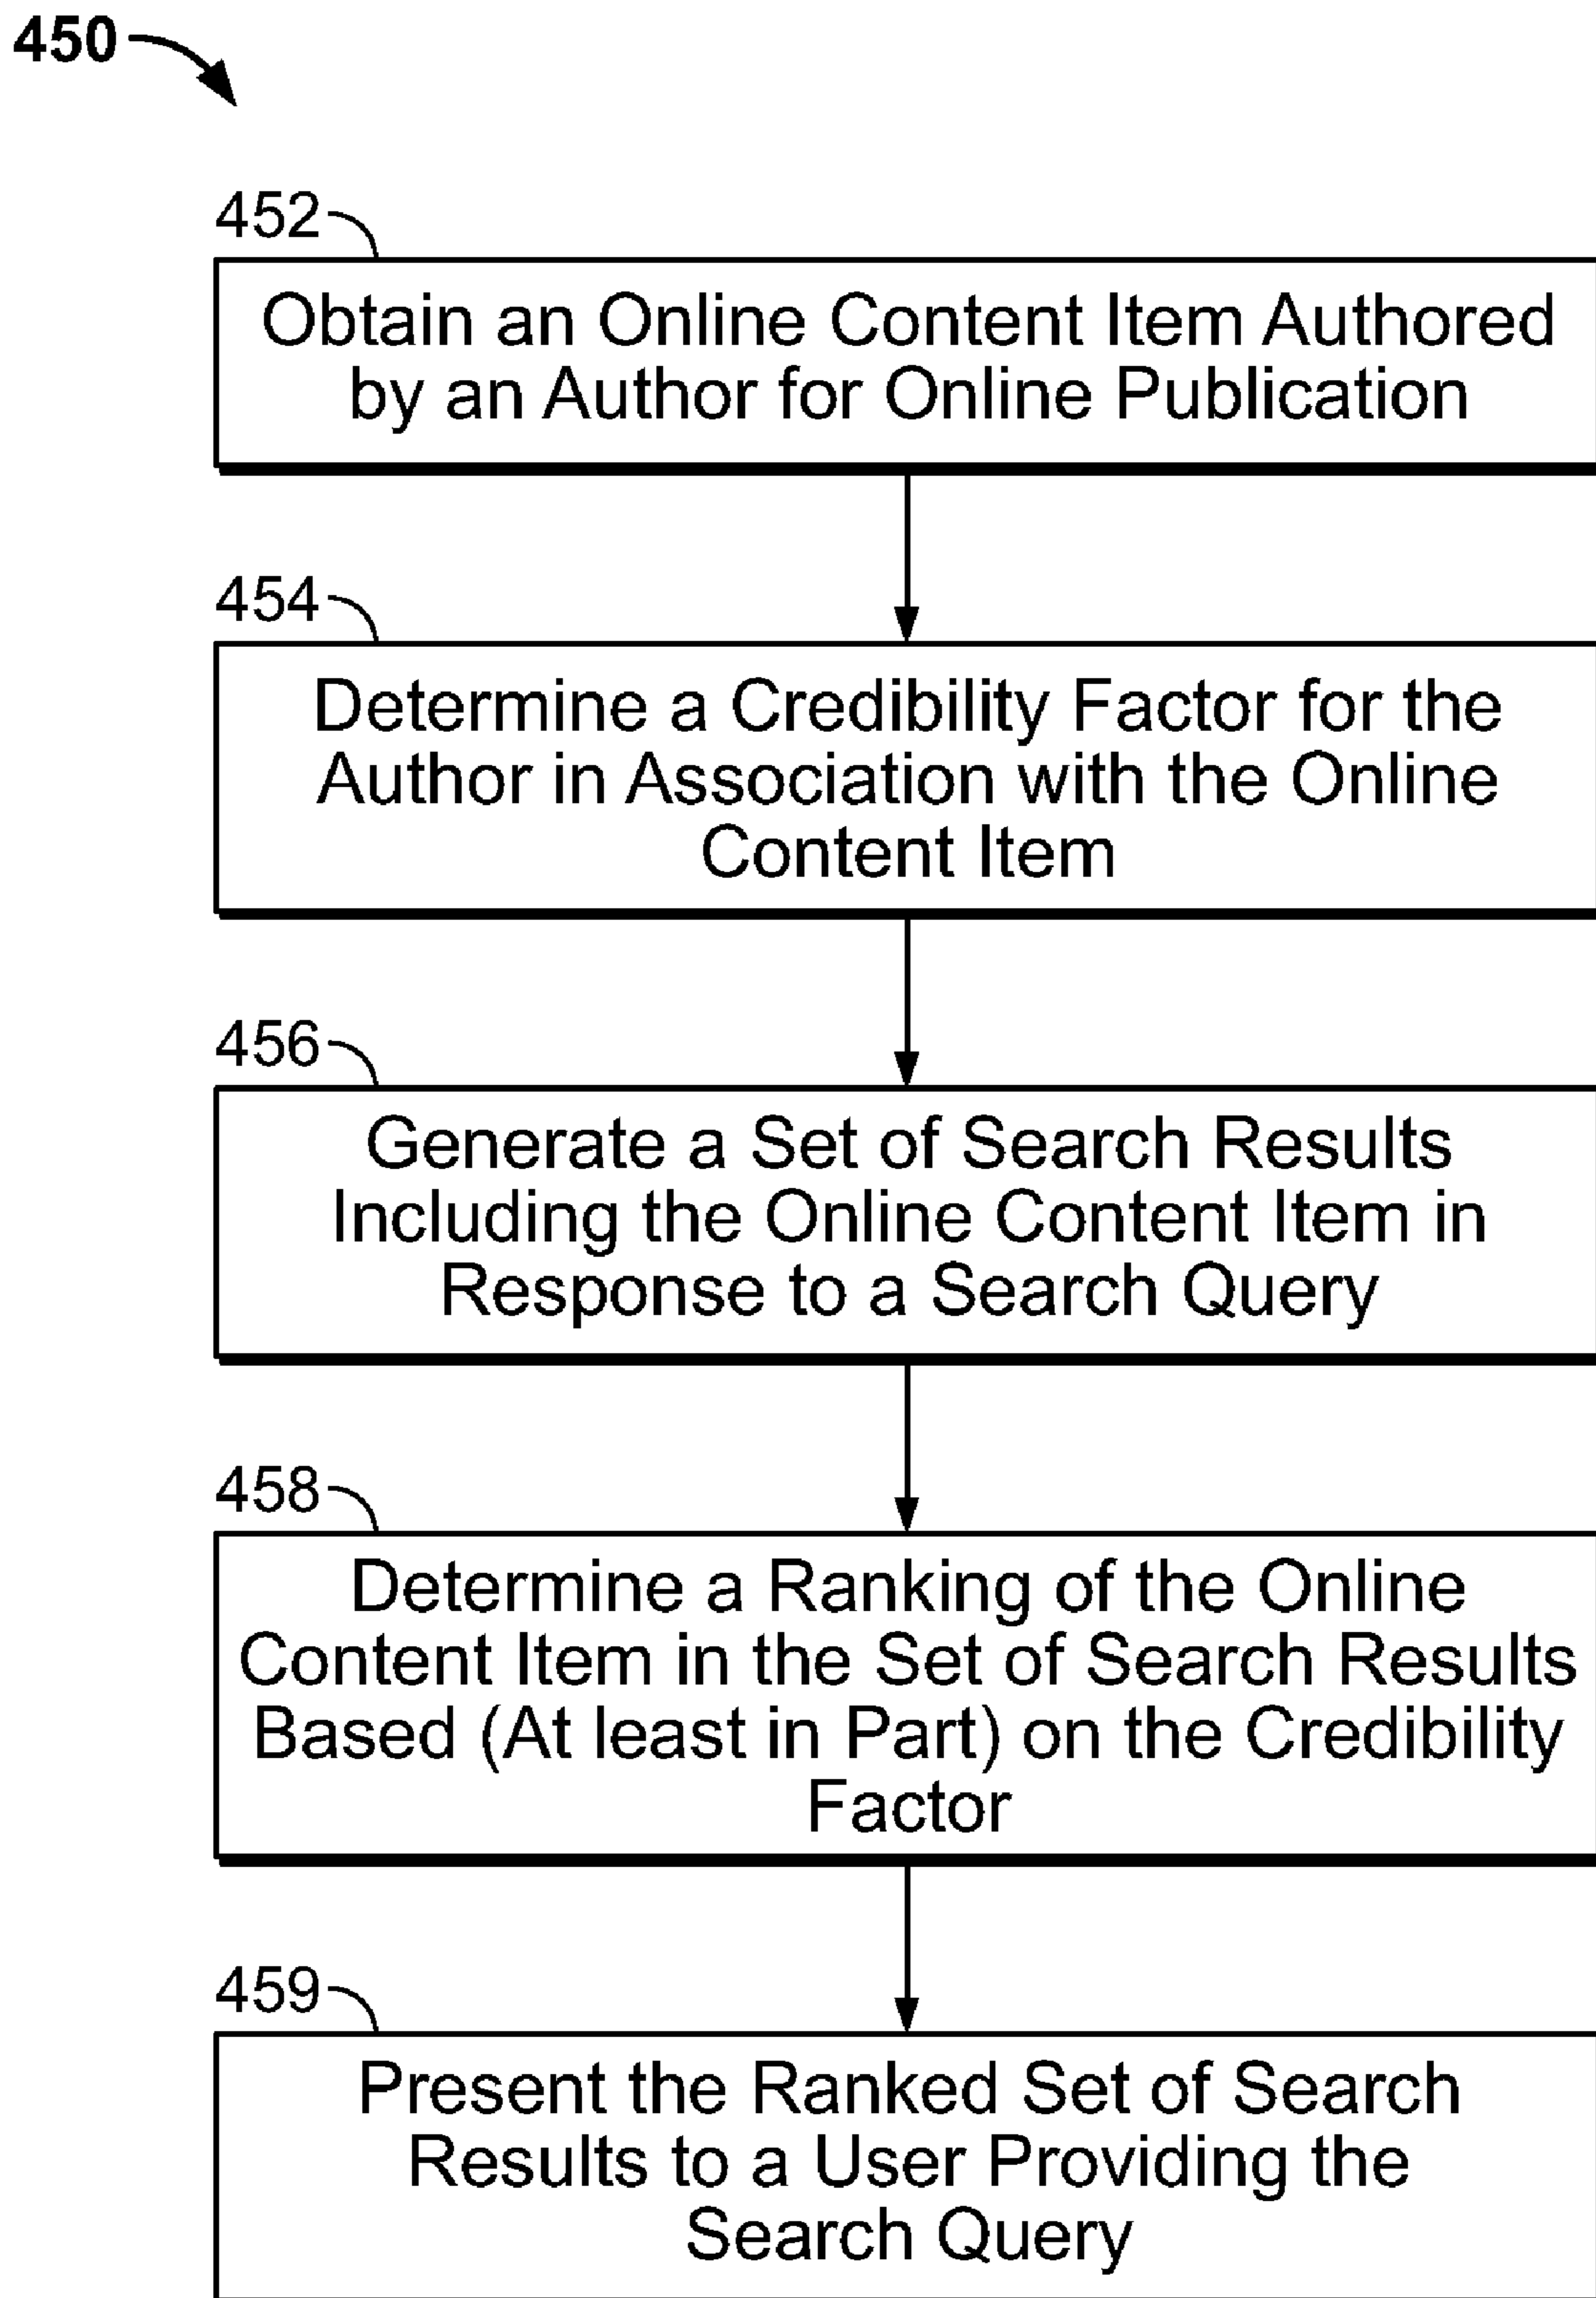 450
452
Obtain an Online Content Item Authored
by an Author for Online Publication
454
Determine a Credibility Factor for the
Author in Association with the Online
Content Item
456
Generate a Set of Search Results
Including the Online Content Item in
Response to a Search Query
458
Determine a Ranking of the Online
Content Item in the Set of Search Results
Based (At least in Part) on the Credibility
Factor
459
Present the Ranked Set of Search
Results to a User Providing the
Search Query